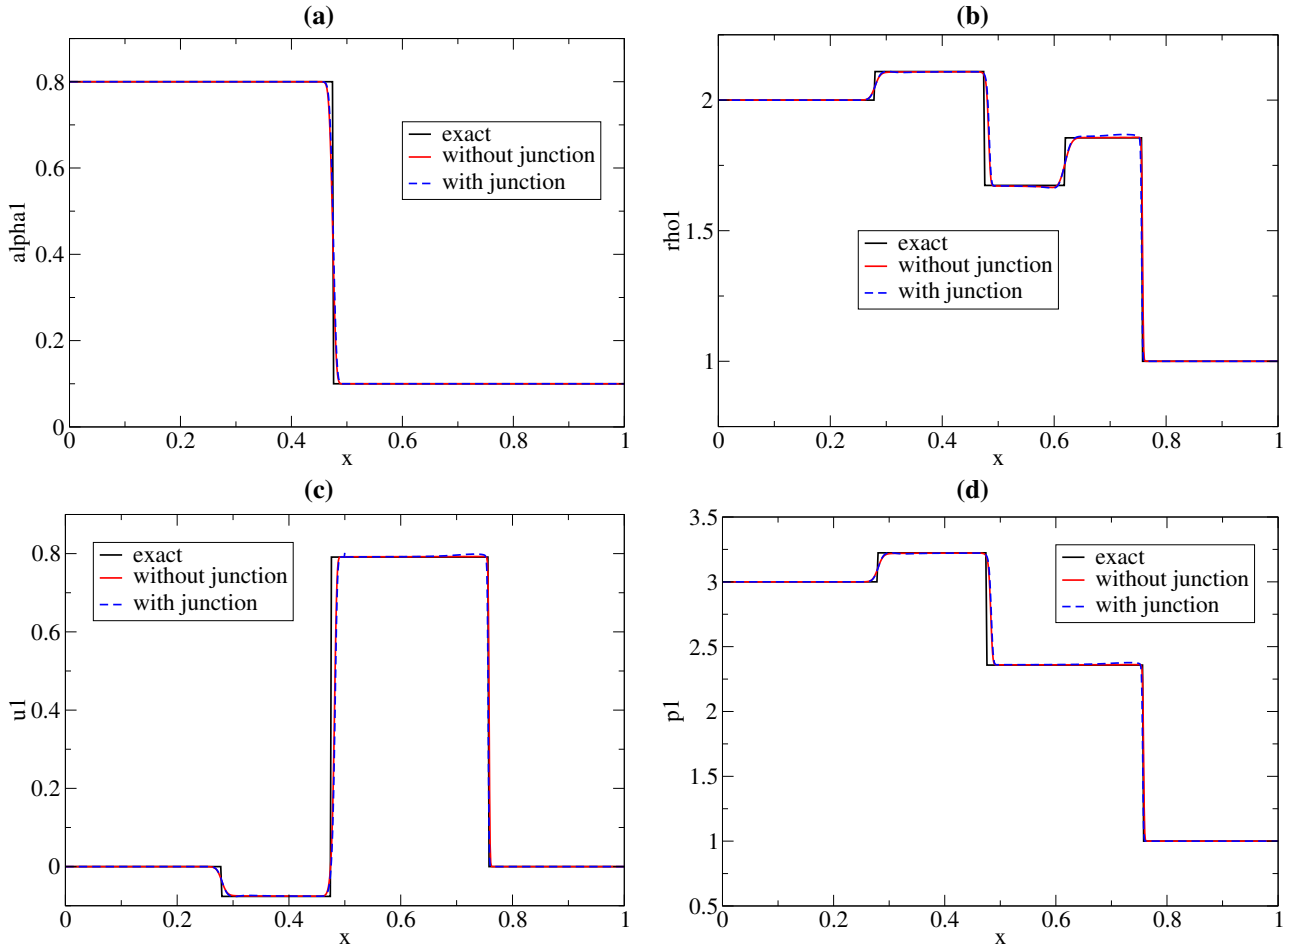 (a)
0.8
0.6
0.4
0.2
0
alpha1
exact
without junction
with junction
0 0.2 0.4 0.6 0.8 1
x
(b)
2
1.5
1
rho1
exact
without junction
with junction
0 0.2 0.4 0.6 0.8 1
x
(c)
0.8
0.6
0.4
0.2
0
u1
exact
without junction
with junction
0 0.2 0.4 0.6 0.8 1
x
(d)
3.5
3
2.5
2
1.5
1
0.5
p1
exact
without junction
with junction
0 0.2 0.4 0.6 0.8 1
x